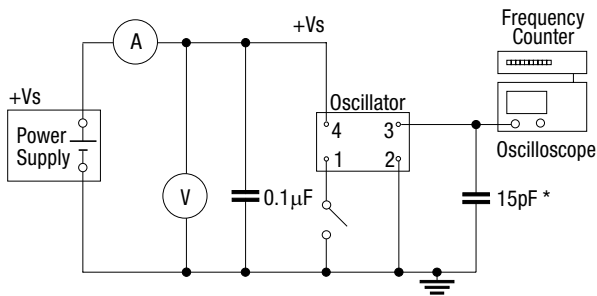 Frequency
Counter
+Vs
A
+Vs
Oscillator
Power
Supply
4
3
1
2
Oscilloscope
V
0.1µF
15pF *